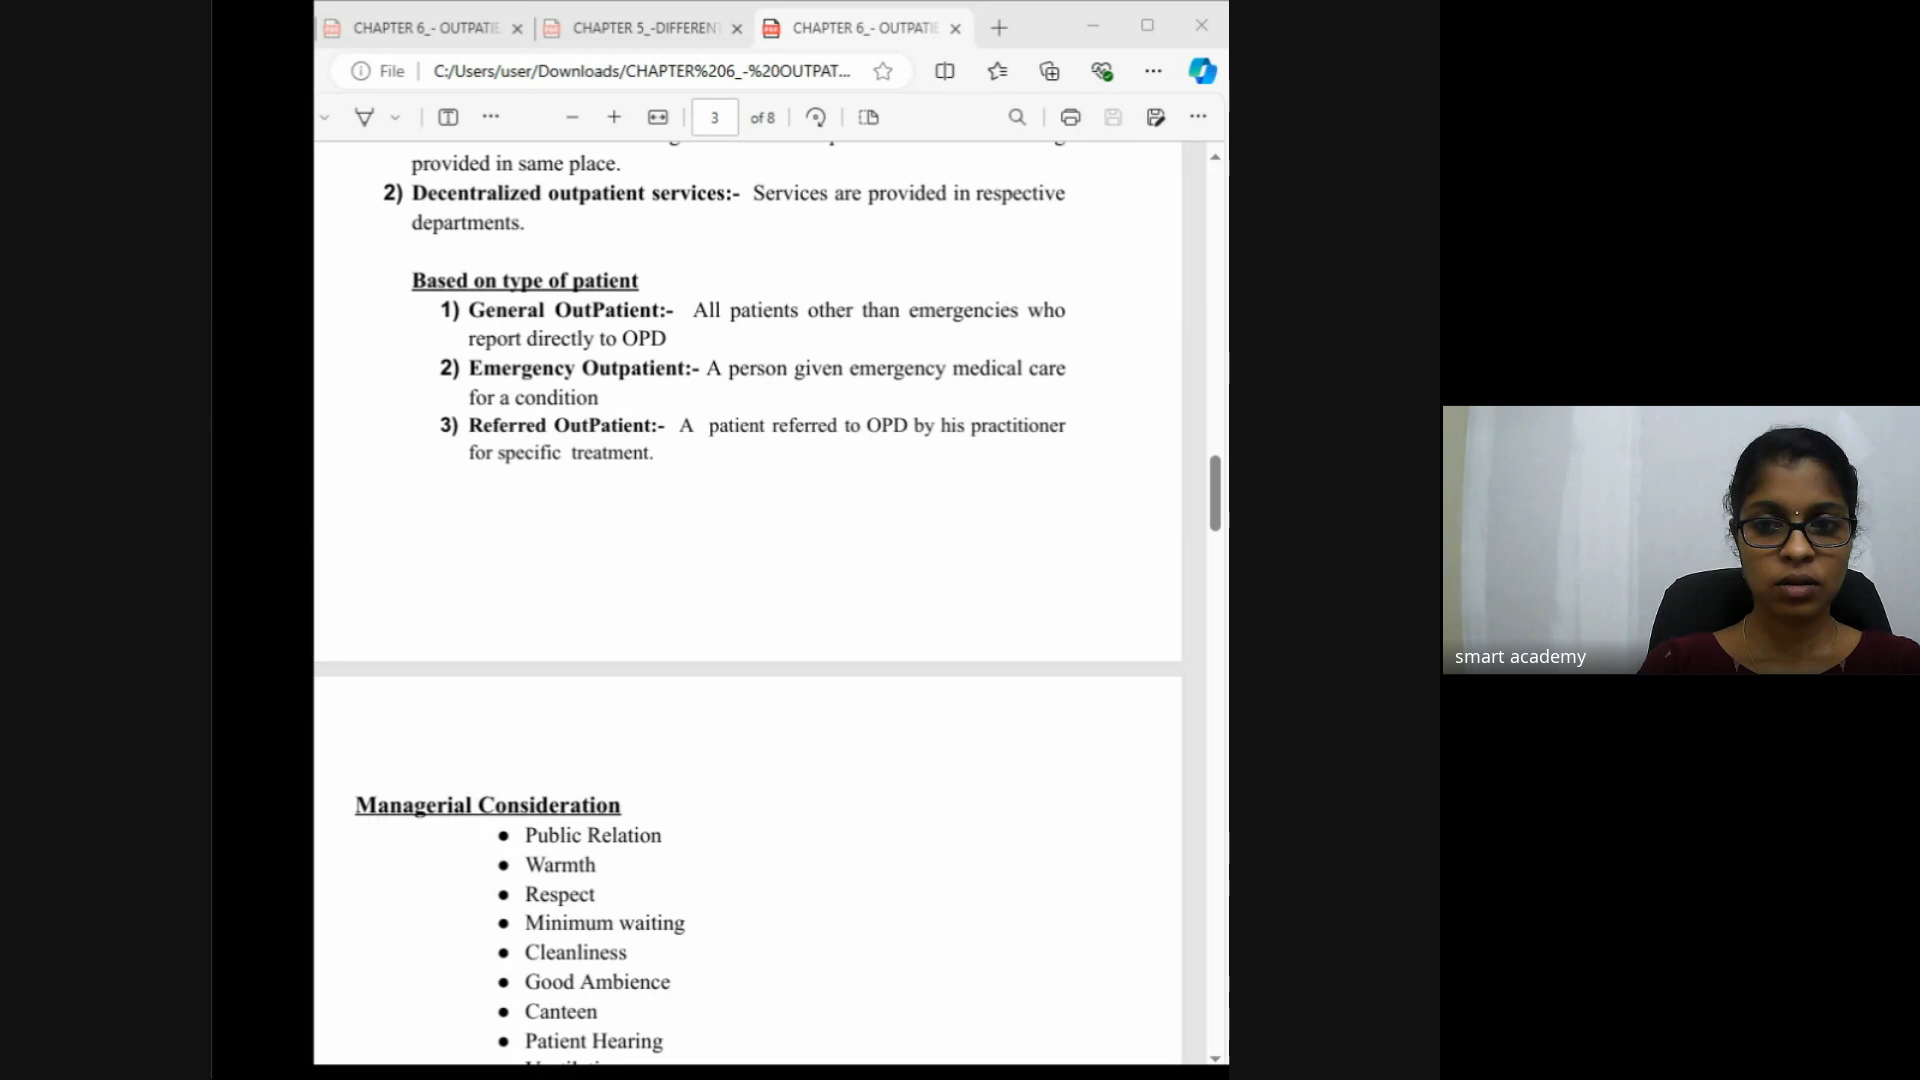 CHAPTER 6_- OUTPATIE
CHAPTER 5_-DIFFEREN
CHAPTER 6_- OUTPATIE
File
C:/Users/user/Downloads/CHAPTER%206_-%20OUTPAT...
3 of 8
provided in same place.
2) Decentralized outpatient services:- Services are provided in respective
departments.
Based on type of patient
1) General OutPatient:- All patients other than emergencies who
report directly to OPD
2) Emergency Outpatient:- A person given emergency medical care
for a condition
3) Referred OutPatient:- A patient referred to OPD by his practitioner
for specific treatment.
Managerial Consideration
● Public Relation
● Warmth
● Respect
● Minimum waiting
● Cleanliness
● Good Ambience
● Canteen
● Patient Hearing
smart academy